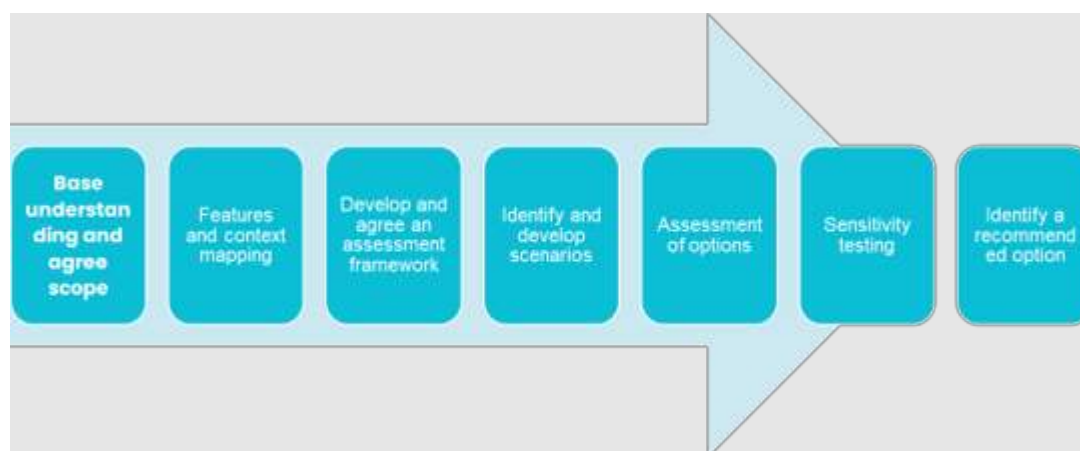 Base
understan
ding and
agree
scope
Features
and context
mapping
Develop and
agree an
assessment
framework
Identify and
develop
scenarios
Assessment
of options
Sensitivity
testing
Identify a
recommend
ed option